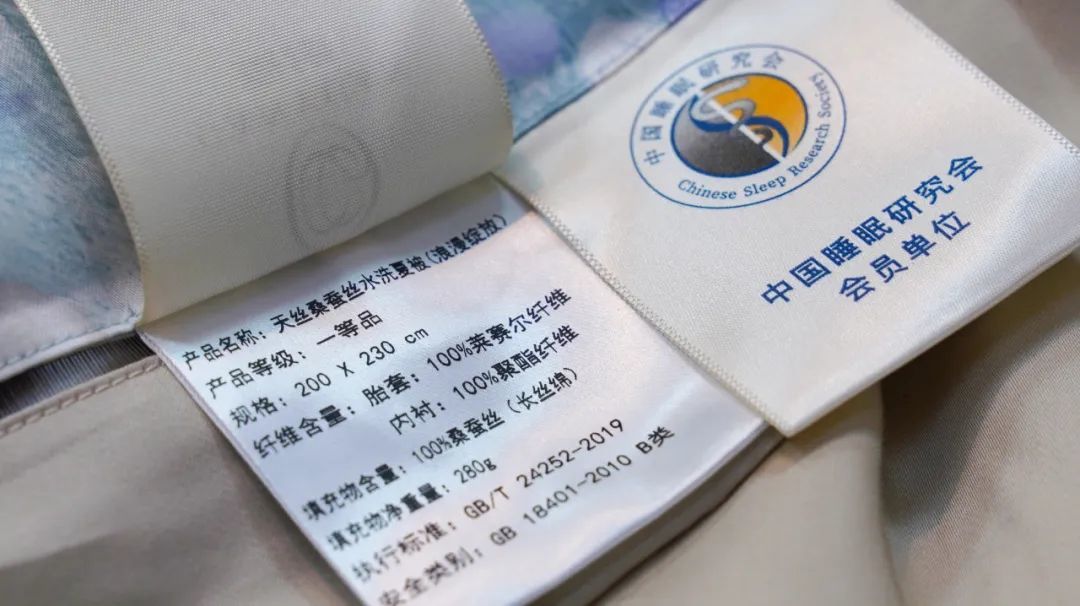 产品名称：天丝桑蚕丝水洗夏被(浪漫绽放)
产品等级：一等品
规格：200 X 230 cm
纤维含量：胎套：100%莱赛尔纤维
内衬：100%聚酯纤维
填充物含量：100%桑蚕丝（长丝绵）
填充物净重量：280g
执行标准：GB/T 24252-2019
安全类别：GB 18401-2010 B类
中国睡眠研究会
Chinese Sleep Research Society
中国睡眠研究会
会员单位